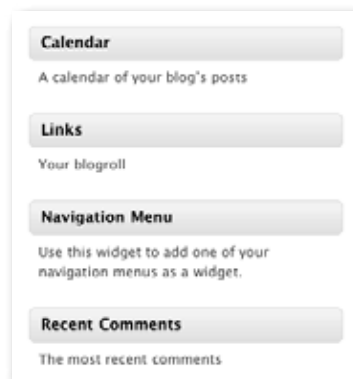 Calendar
A calendar of your blog's posts
Links
Your blogroll
Navigation Menu
Use this widget to add one of your
navigation menus as a widget.
Recent Comments
The most recent comments